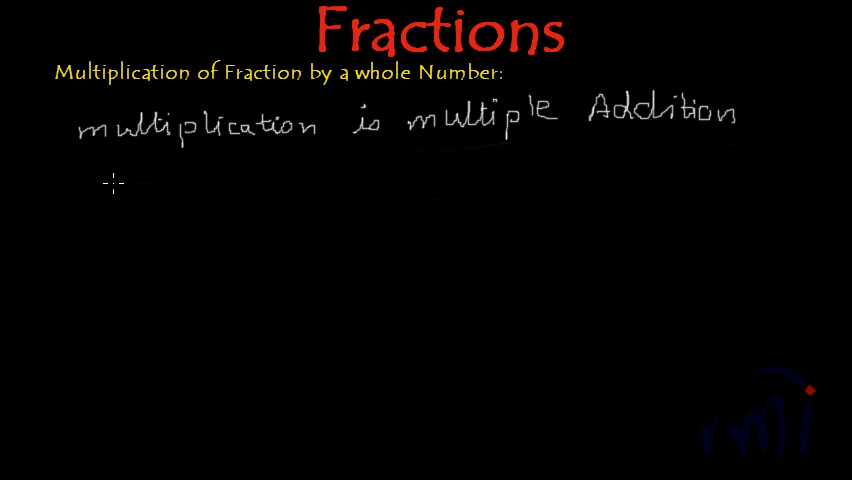 Fractions
Multiplication of Fraction by a whole Number:
multiplication is multiple Addition